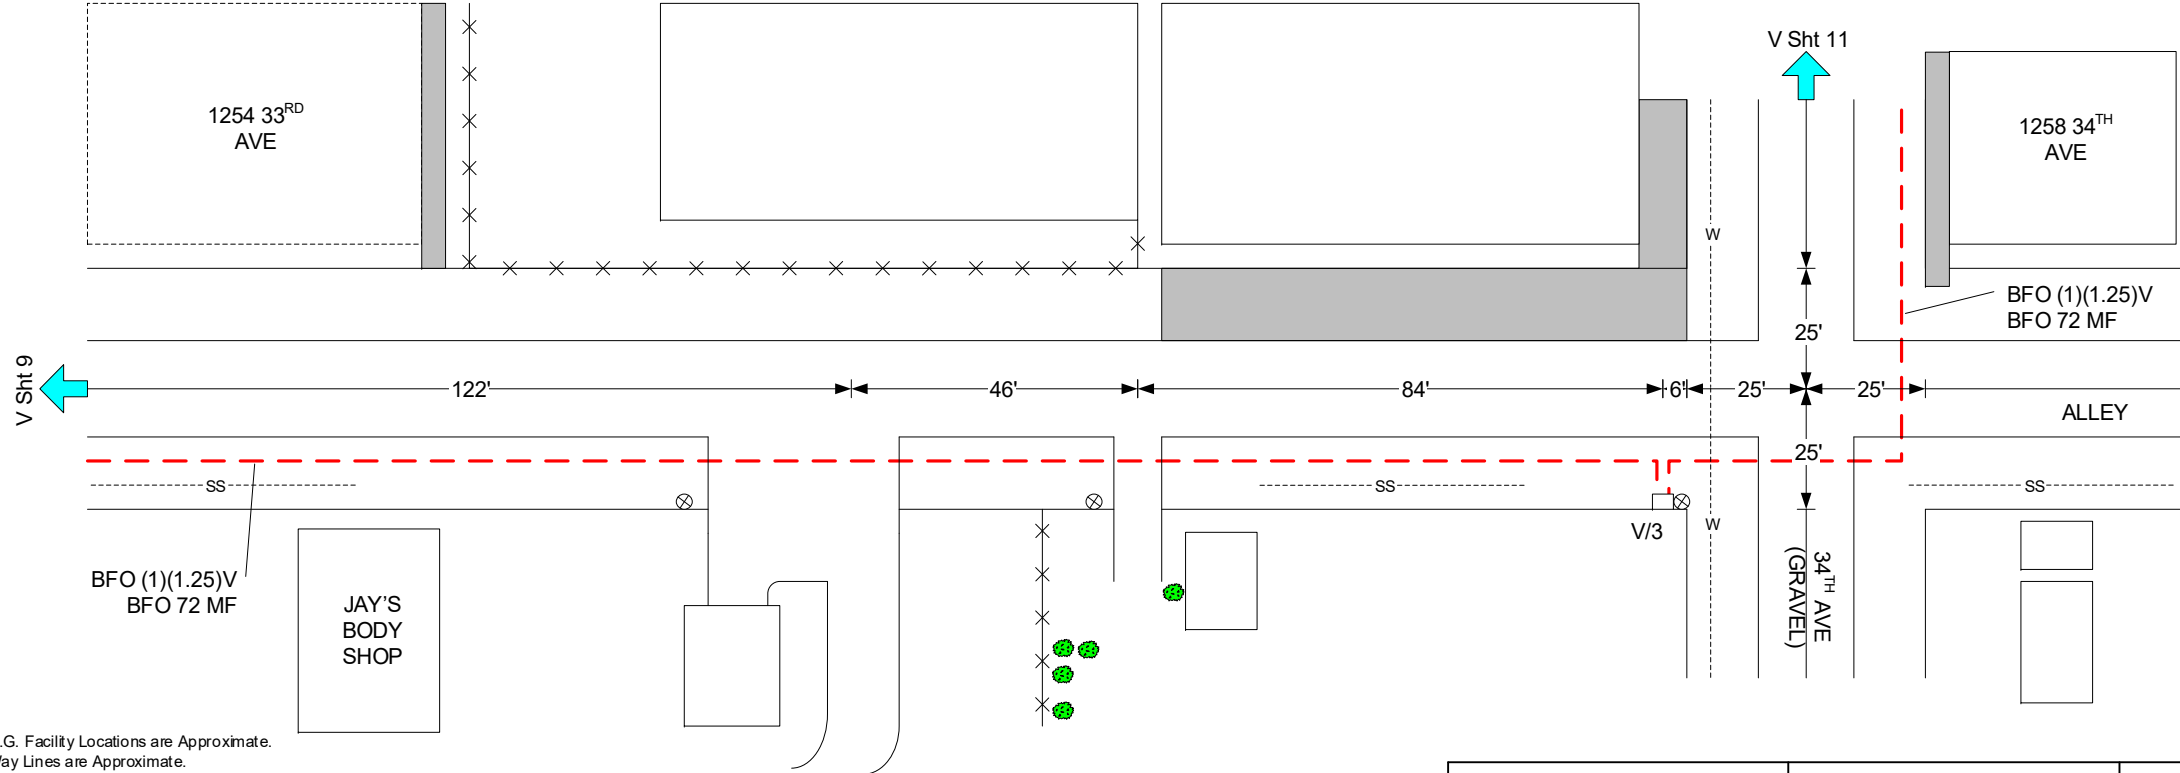 V Sht 11
1254 33RD
AVE
1258 34TH
AVE
W
BFO (1)(1.25)V
BFO 72 MF
25'
V Sht 9
122'
46'
84'
6'
25'
25'
ALLEY
25'
SS
SS
SS
V/3
W
34TH AVE
(GRAVEL)
BFO (1)(1.25)V
BFO 72 MF
JAY'S
BODY
SHOP
.G. Facility Locations are Approximate.
Way Lines are Approximate.